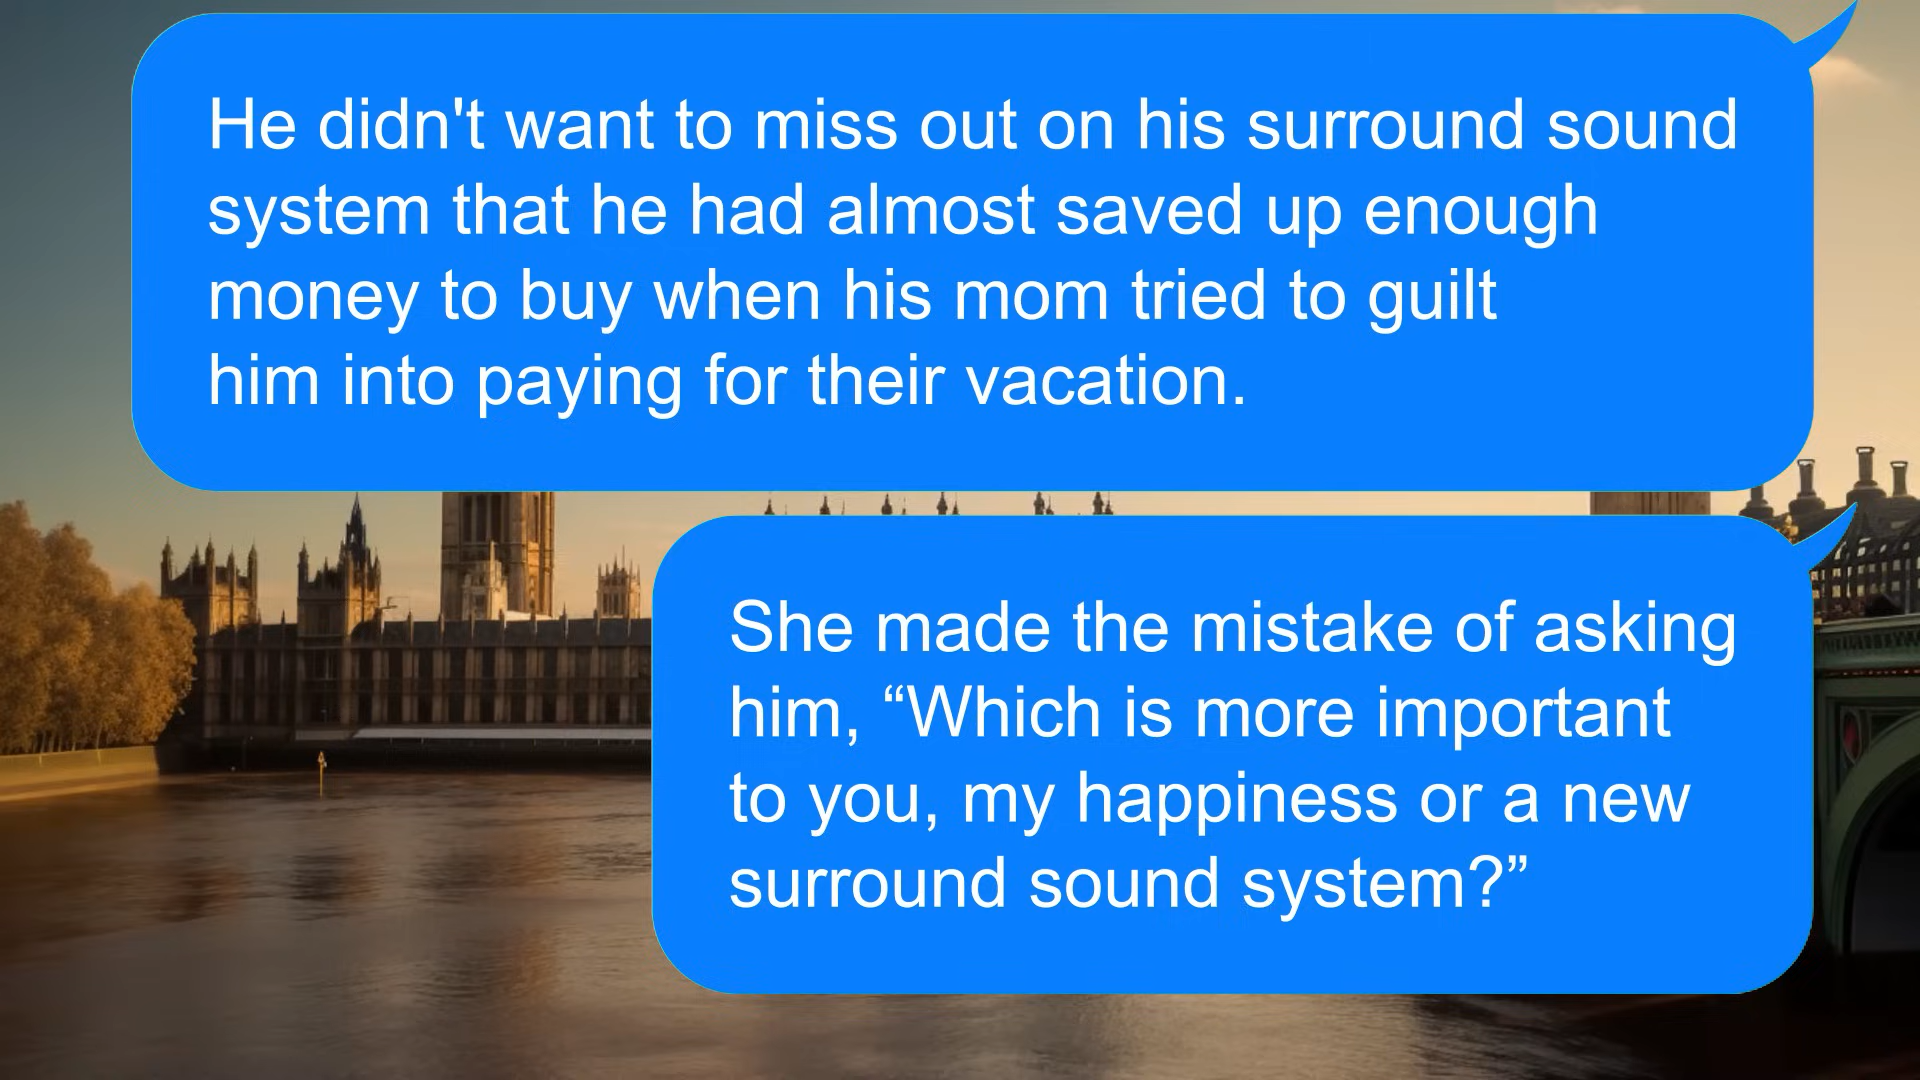 He didn't want to miss out on his surround sound
system that he had almost saved up enough
money to buy when his mom tried to guilt
him into paying for their vacation.
She made the mistake of asking
him, “Which is more important
to you, my happiness or a new
surround sound system?”